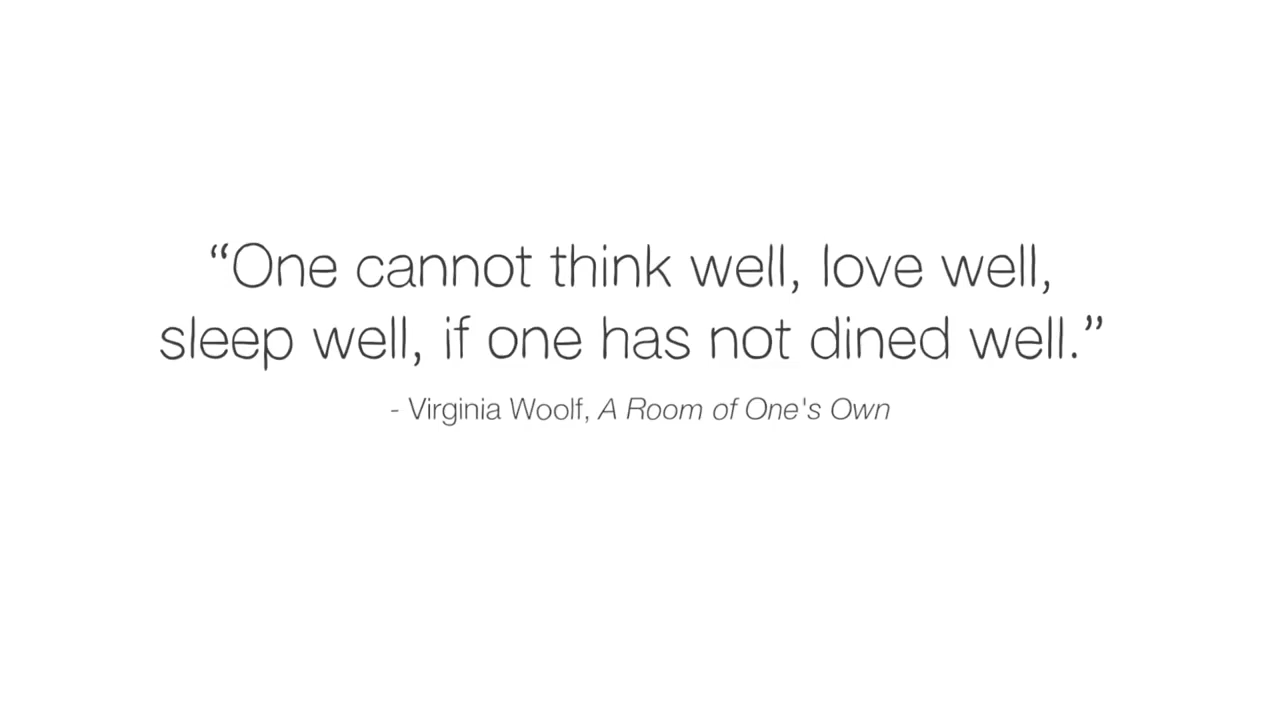 “One cannot think well, love well,
sleep well, if one has not dined well.”
- Virginia Woolf, A Room of One's Own